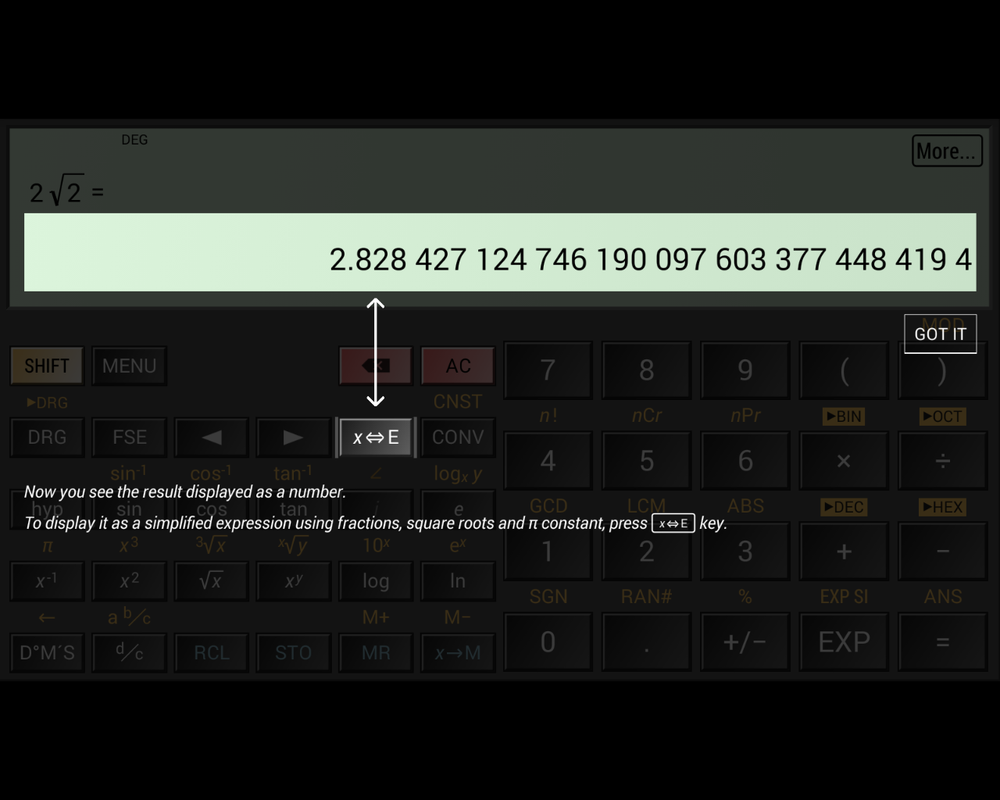 DEG
More...
2√2 =
2.828 427 124 746 190 097 603 377 448 419 4
MOD
GOT IT
SHIFT MENU AC 7 8 9 ( )
▶DRG CNST n! nCr nPr ▶BIN ▶OCT
DRG FSE ◀ ▶ x⇔E CONV 4 5 6 × ÷
sin⁻¹ cos⁻¹ tan⁻¹ ∠ logₓ y
Now you see the result displayed as a number.
hyp sin cos tan i e
GCD LCM ABS ▶DEC ▶HEX
To display it as a simplified expression using fractions, square roots and π constant, press x⇔E key.
π x³ ³√x ˣ√y 10ˣ eˣ
1 2 3 + −
x⁻¹ x² √x xʸ log ln
SGN RAN# % EXP SI ANS
← a b/c M+ M−
D°M´S d/c RCL STO MR x→M 0 . +/− EXP =